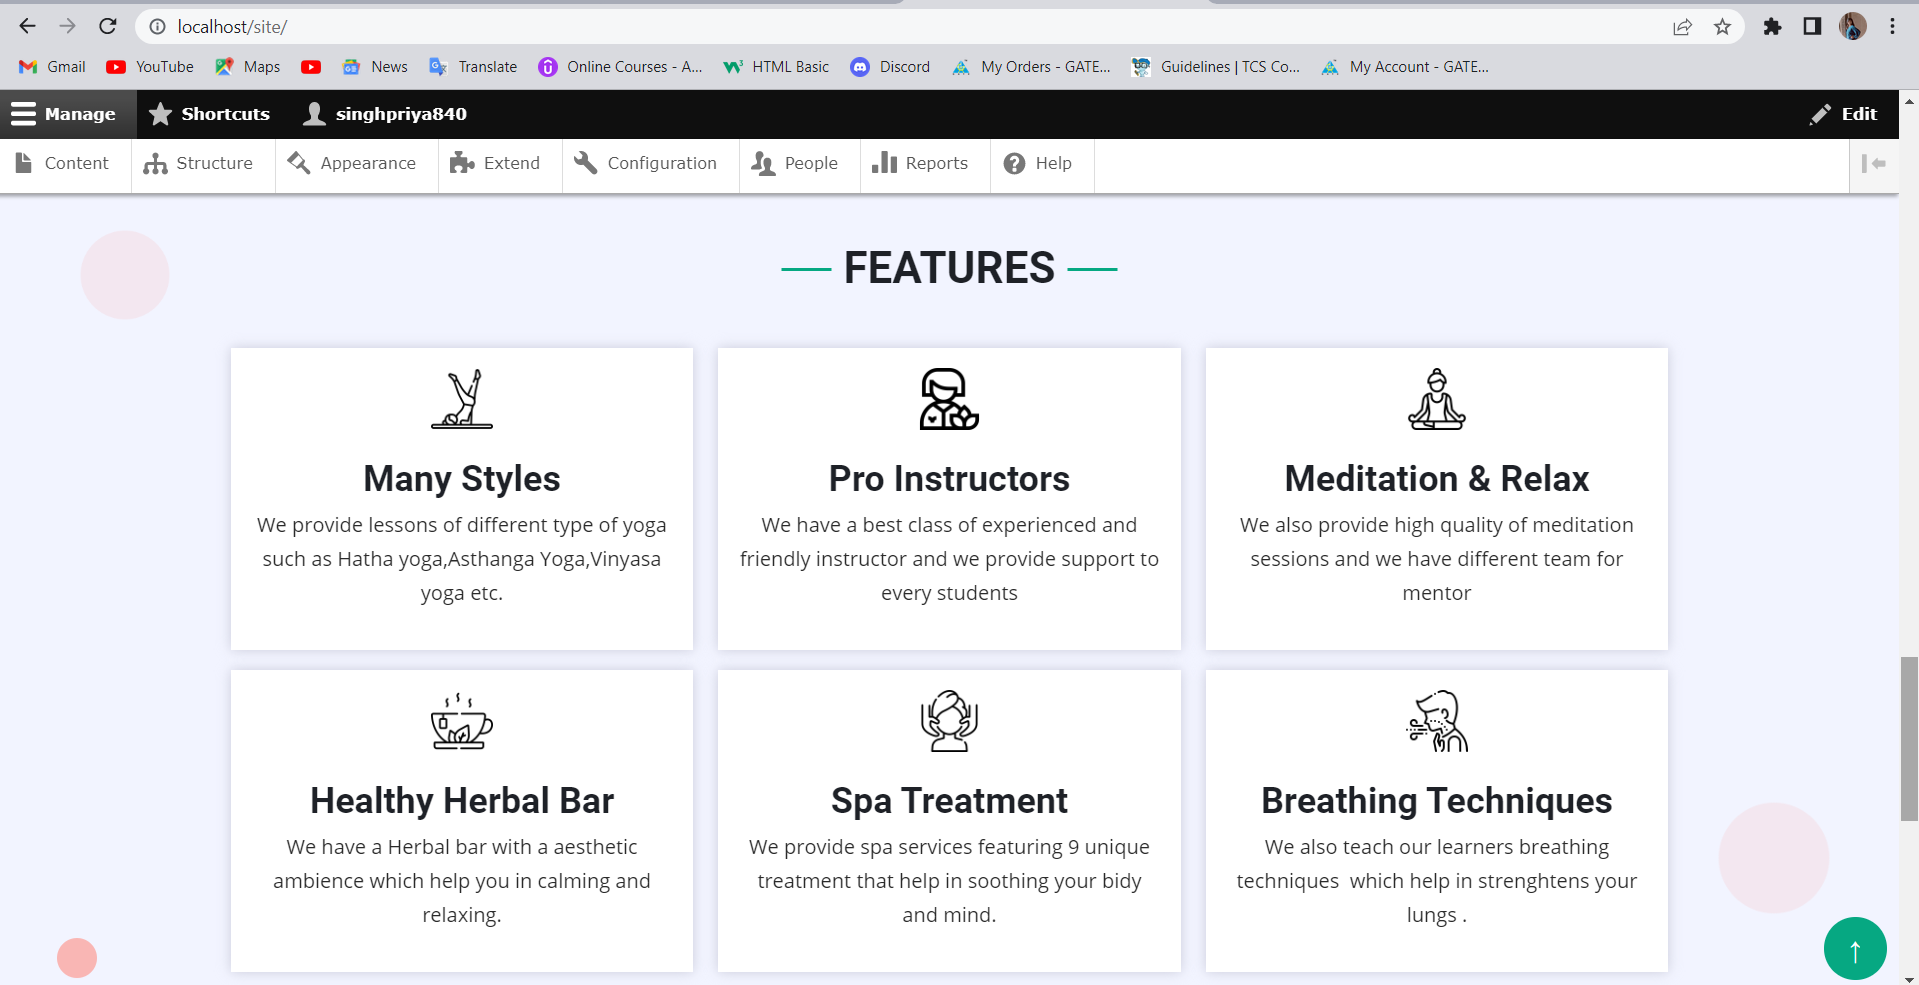 localhost/site/
Gmail YouTube Maps News Translate Online Courses - A... HTML Basic Discord My Orders - GATE... Guidelines | TCS Co... My Account - GATE...
Manage Shortcuts singhpriya840 Edit
Content Structure Appearance Extend Configuration People Reports Help
FEATURES
Many Styles
We provide lessons of different type of yoga
such as Hatha yoga,Asthanga Yoga,Vinyasa
yoga etc.
Pro Instructors
We have a best class of experienced and
friendly instructor and we provide support to
every students
Meditation & Relax
We also provide high quality of meditation
sessions and we have different team for
mentor
Healthy Herbal Bar
We have a Herbal bar with a aesthetic
ambience which help you in calming and
relaxing.
Spa Treatment
We provide spa services featuring 9 unique
treatment that help in soothing your bidy
and mind.
Breathing Techniques
We also teach our learners breathing
techniques  which help in strenghtens your
lungs .